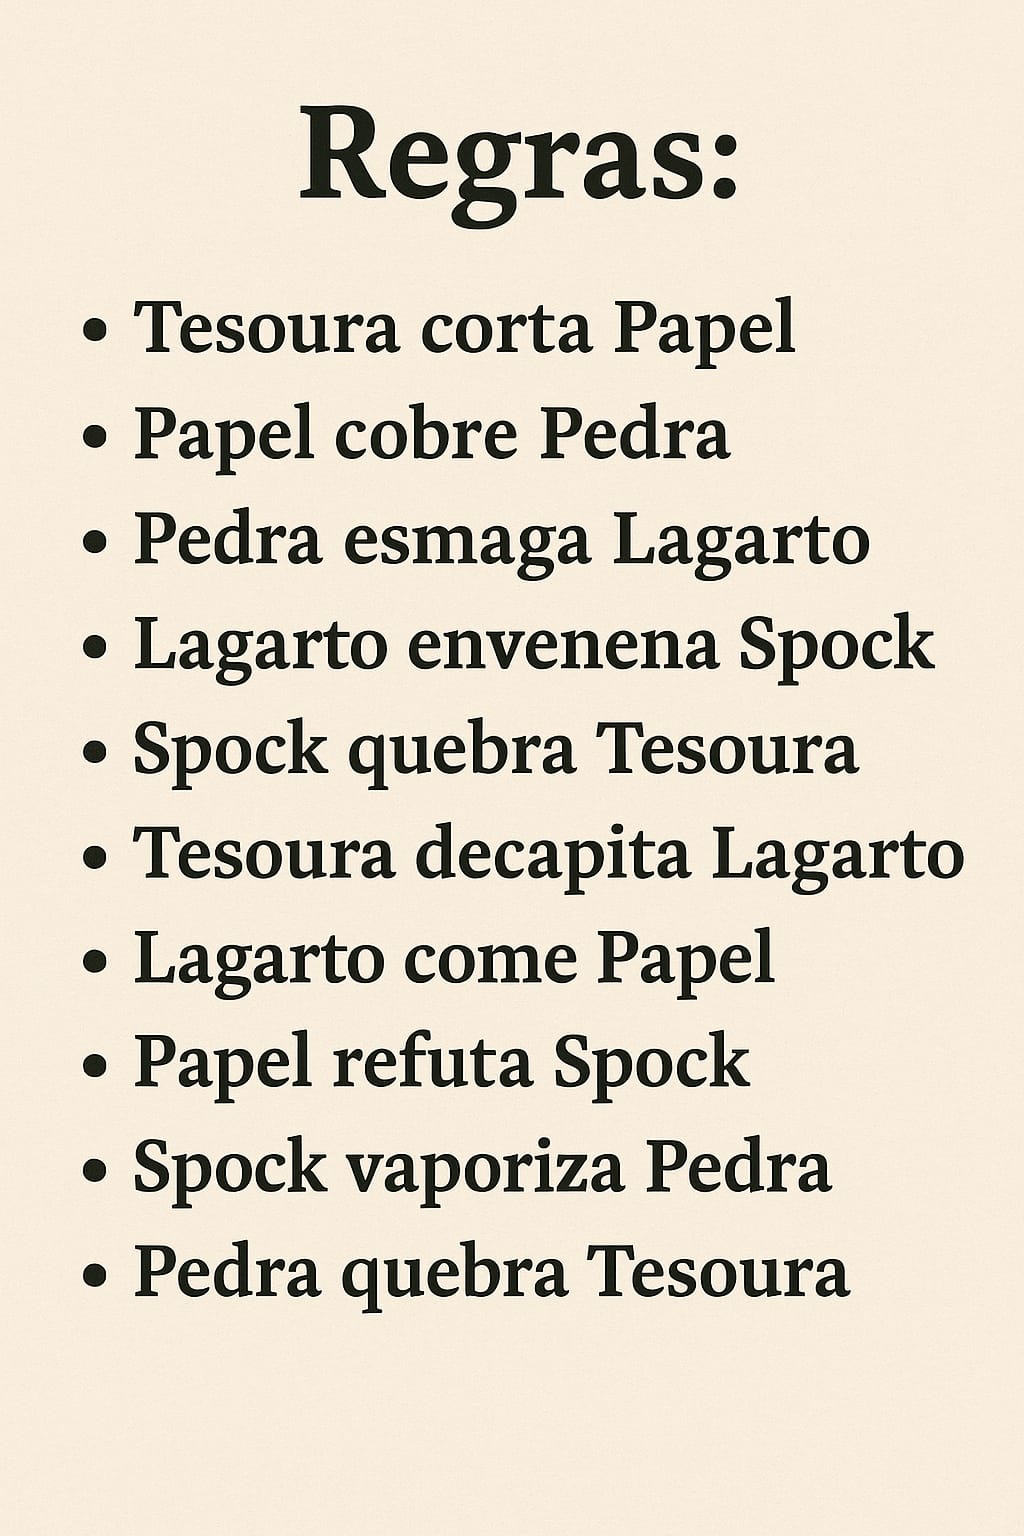 Regras:
• Tesoura corta Papel
• Papel cobre Pedra
• Pedra esmaga Lagarto
• Lagarto envenena Spock
• Spock quebra Tesoura
• Tesoura decapita Lagarto
• Lagarto come Papel
• Papel refuta Spock
• Spock vaporiza Pedra
• Pedra quebra Tesoura